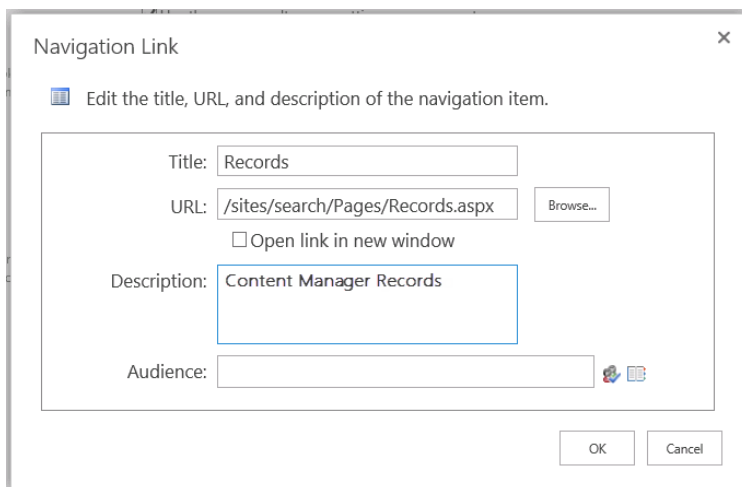 Navigation Link
Edit the title, URL, and description of the navigation item.
Title: Records
URL: /sites/search/Pages/Records.aspx Browse...
Open link in new window
Description: Content Manager Records
Audience:
OK Cancel